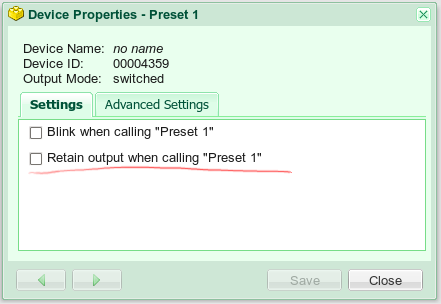 Device Properties - Preset 1
Device Name: no name
Device ID: 00004359
Output Mode: switched
Settings Advanced Settings
Blink when calling "Preset 1"
Retain output when calling "Preset 1"
Save Close